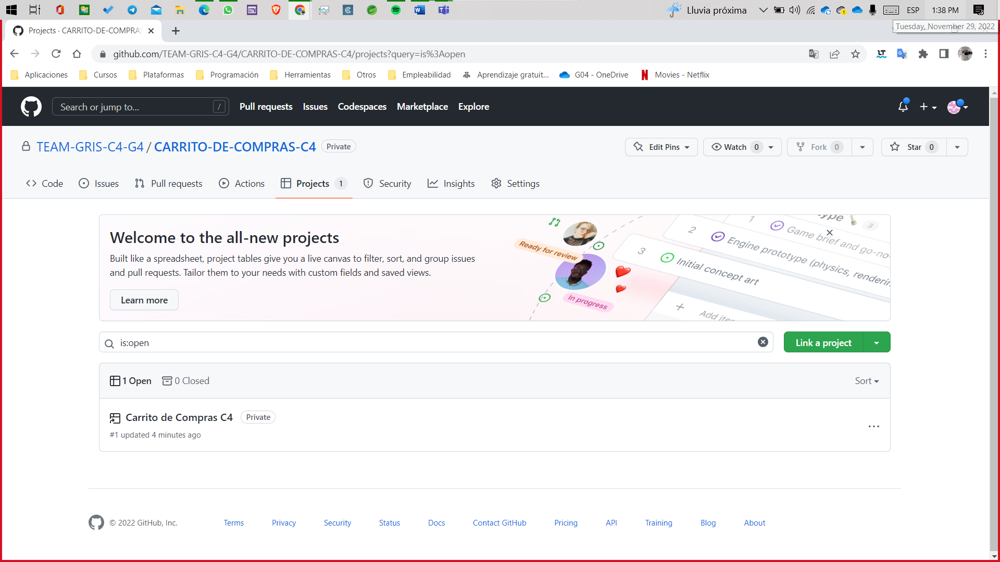 Lluvia próxima
ESP
1:38 PM
Projects · CARRITO-DE-COMPRAS
Tuesday, November 29, 2022
github.com/TEAM-GRIS-C4-G4/CARRITO-DE-COMPRAS-C4/projects?query=is%3Aopen
Aplicaciones
Cursos
Plataformas
Programación
Herramientas
Otros
Empleabilidad
Aprendizaje gratuit...
G04 - OneDrive
Movies - Netflix
Search or jump to...
/
Pull requests
Issues
Codespaces
Marketplace
Explore
TEAM-GRIS-C4-G4 / CARRITO-DE-COMPRAS-C4
Private
Edit Pins
Watch 0
Fork 0
Star 0
Code
Issues
Pull requests
Actions
Projects 1
Security
Insights
Settings
Welcome to the all-new projects
Built like a spreadsheet, project tables give you a live canvas to filter, sort, and group issues
and pull requests. Tailor them to your needs with custom fields and saved views.
Learn more
Ready for review
In progress
3
1 Game brief and go-no-
2 Engine prototype (physics, renderin
3 Initial concept art
is:open
Link a project
1 Open
0 Closed
Sort
Carrito de Compras C4
Private
#1 updated 4 minutes ago
© 2022 GitHub, Inc.
Terms
Privacy
Security
Status
Docs
Contact GitHub
Pricing
API
Training
Blog
About